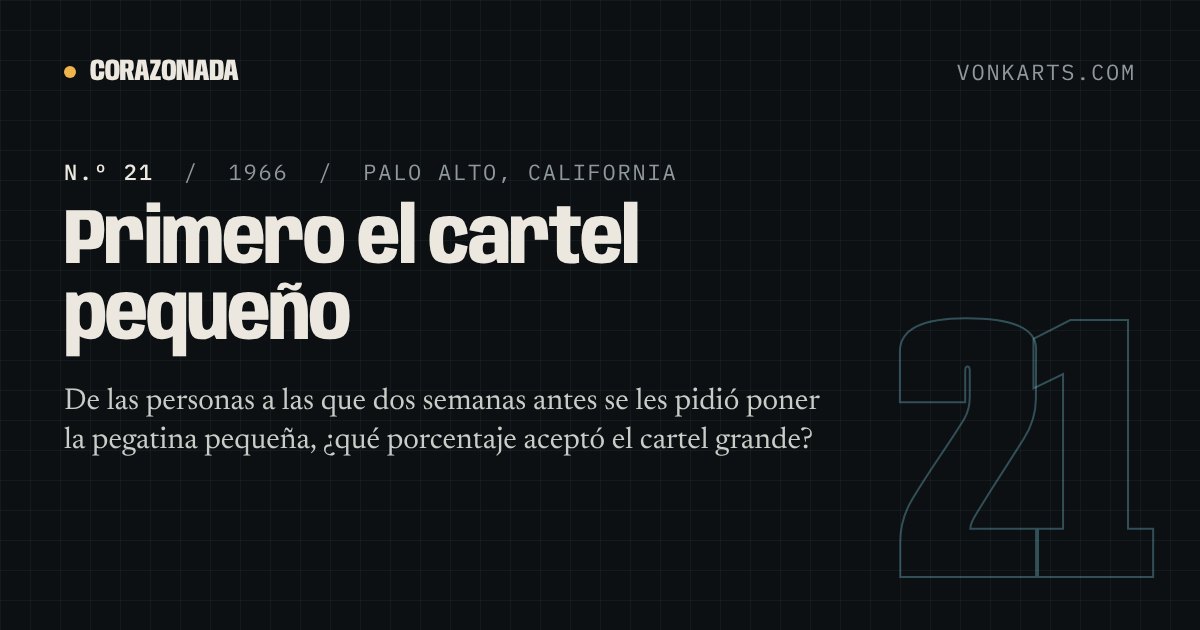 CORAZONADA
VONKARTS.COM
N.º 21 / 1966 / PALO ALTO, CALIFORNIA
Primero el cartel
pequeño
De las personas a las que dos semanas antes se les pidió poner
la pegatina pequeña, ¿qué porcentaje aceptó el cartel grande?
21